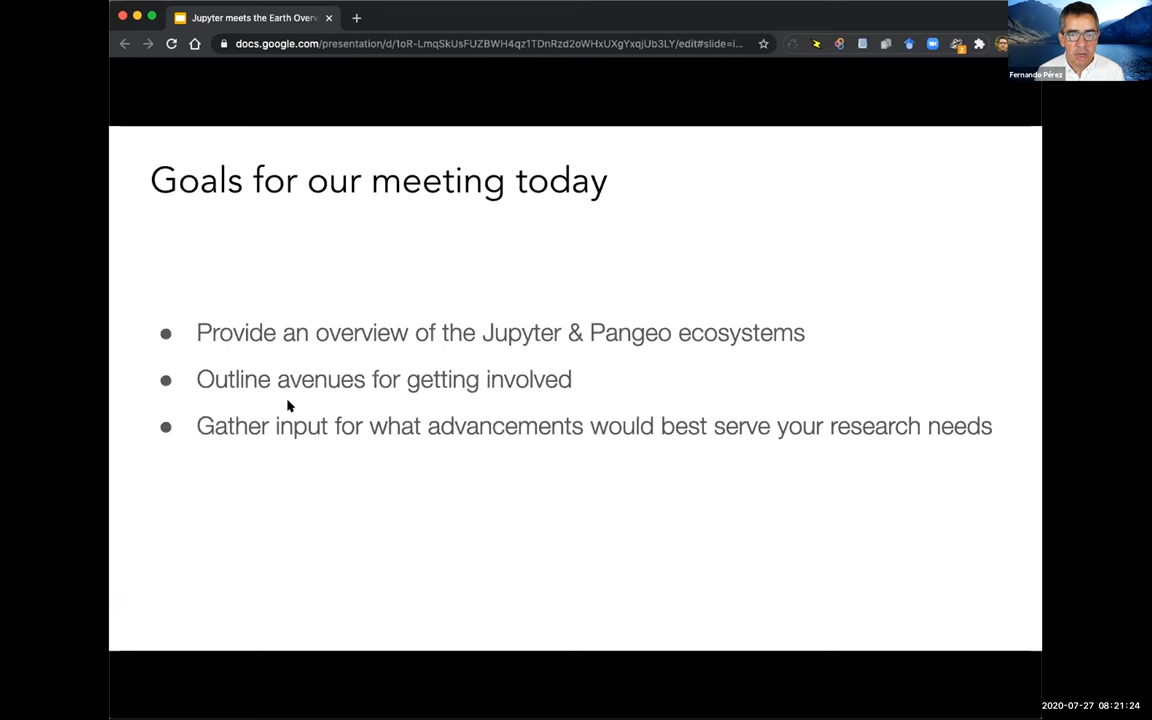 Jupyter meets the Earth Overv
docs.google.com/presentation/d/1oR-LmqSkUsFUZBWH4qz1TDnRzd2oWHxUXgYxqjUb3LY/edit#slide=i...
Fernando Pérez
Goals for our meeting today
Provide an overview of the Jupyter & Pangeo ecosystems
Outline avenues for getting involved
Gather input for what advancements would best serve your research needs
2020-07-27 08:21:24